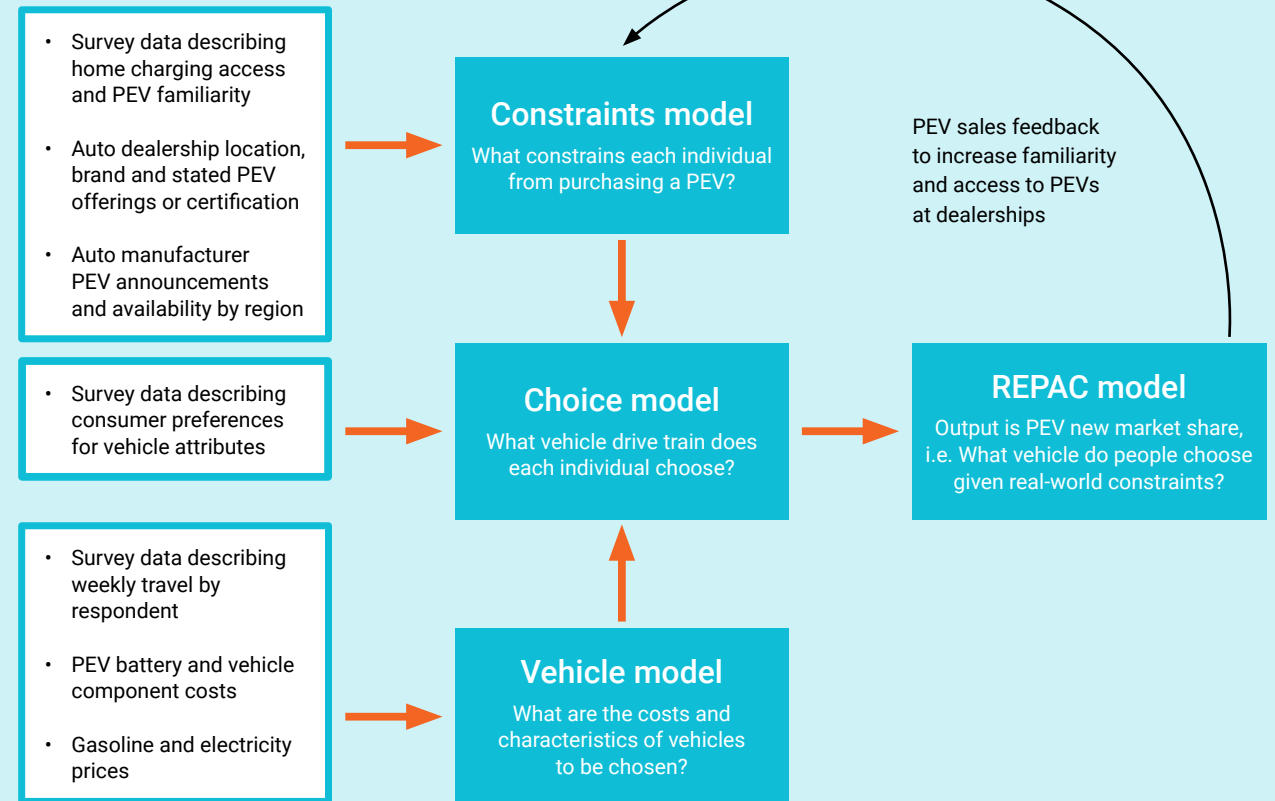 • Survey data describing
home charging access
and PEV familiarity
• Auto dealership location,
brand and stated PEV
offerings or certification
• Auto manufacturer
PEV announcements
and availability by region
Constraints model
What constrains each individual
from purchasing a PEV?
PEV sales feedback
to increase familiarity
and access to PEVs
at dealerships
• Survey data describing
consumer preferences
for vehicle attributes
Choice model
What vehicle drive train does
each individual choose?
REPAC model
Output is PEV new market share,
i.e. What vehicle do people choose
given real-world constraints?
• Survey data describing
weekly travel by
respondent
• PEV battery and vehicle
component costs
• Gasoline and electricity
prices
Vehicle model
What are the costs and
characteristics of vehicles
to be chosen?